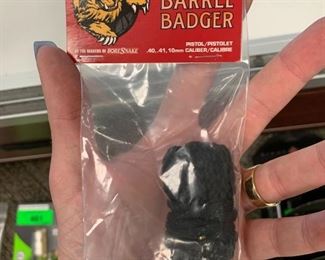 BARREL
BADGER
BY THE MAKERS OF BORESNAKE
PISTOL/PISTOLET
.40,.41, 10mm CALIBER/CALIBRE